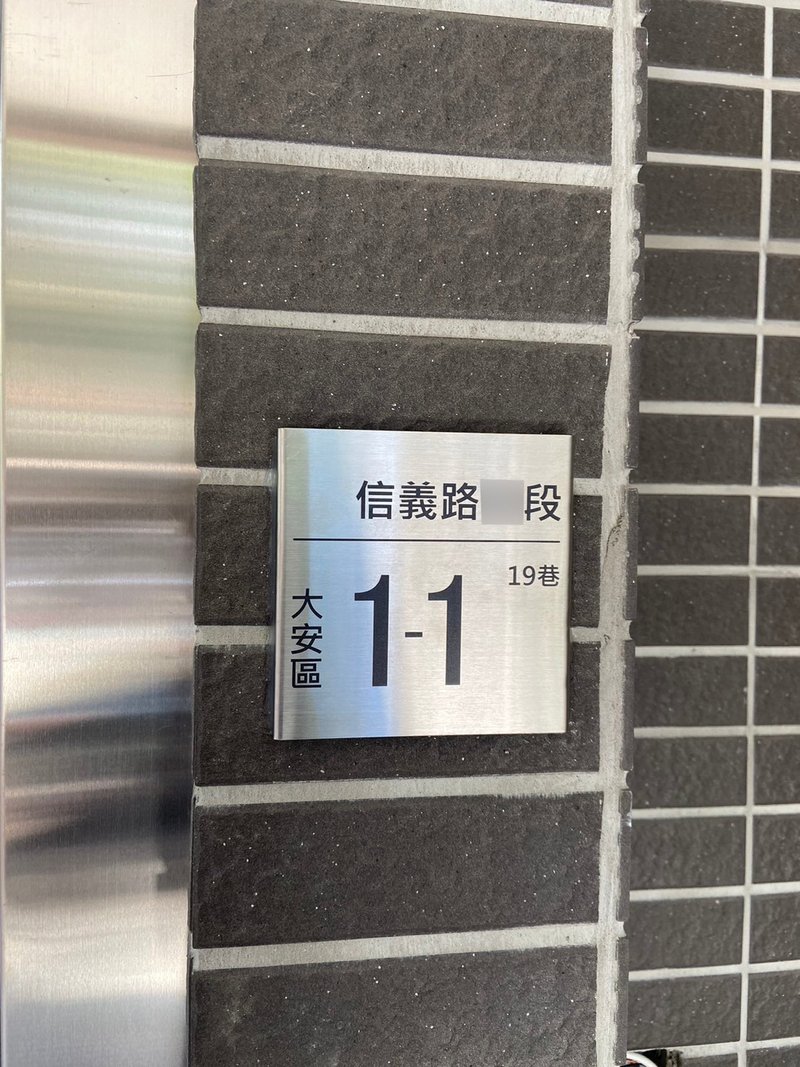 信義路 段
19巷
大安區
1-1